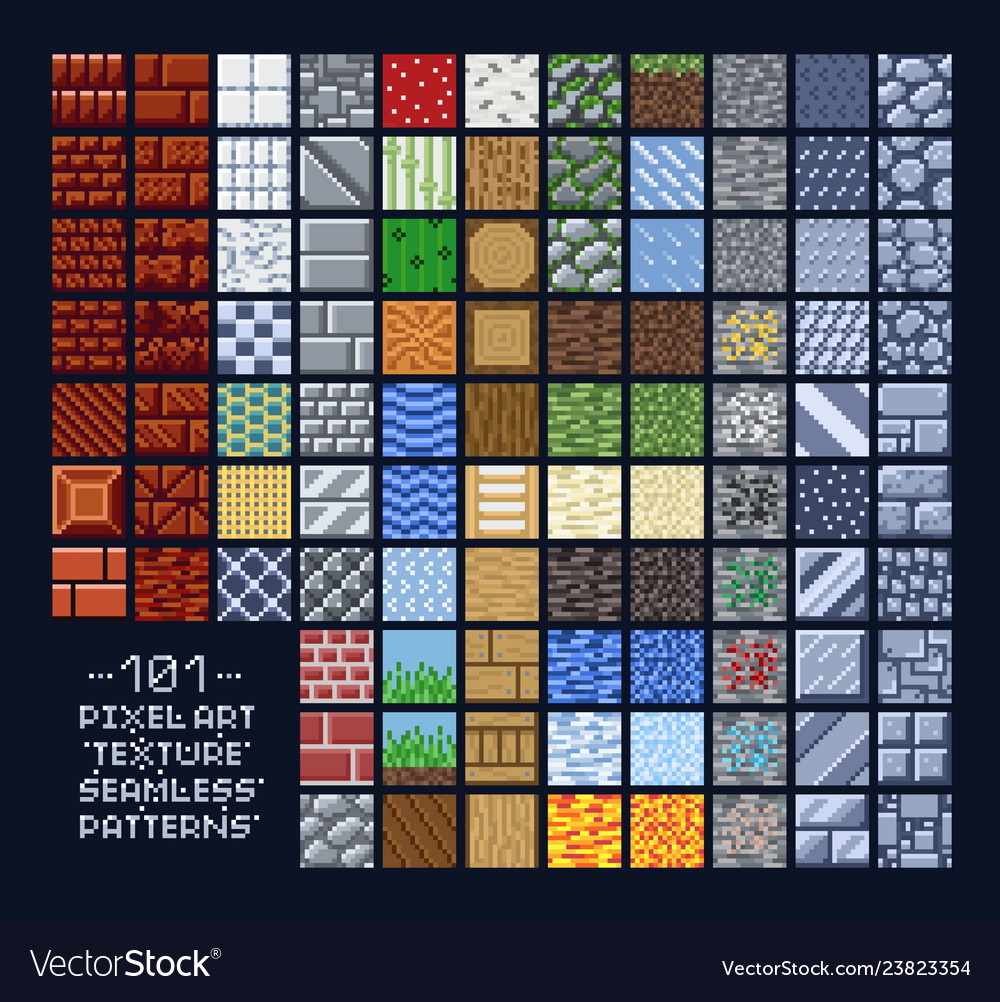 101
PIXEL ART
TEXTURE
SEAMLESS
PATTERNS
VectorStock®
VectorStock.com/23823354